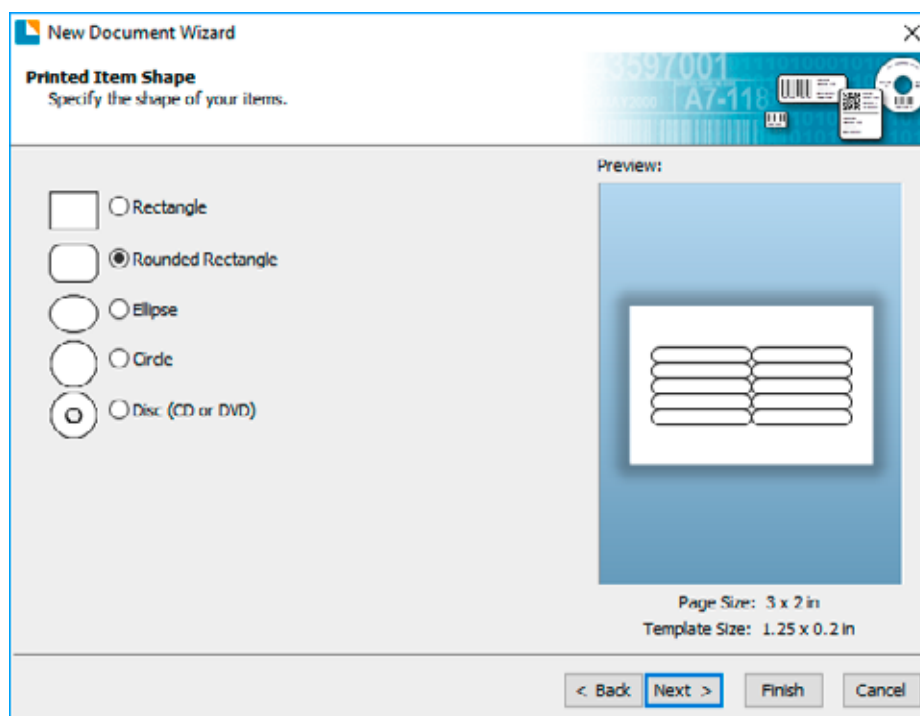 New Document Wizard
Printed Item Shape
Specify the shape of your items.
3597001
A7-118
Preview:
Rectangle
Rounded Rectangle
Ellipse
Circle
Disc (CD or DVD)
Page Size: 3 x 2 in
Template Size: 1.25 x 0.2 in
< Back
Next >
Finish
Cancel